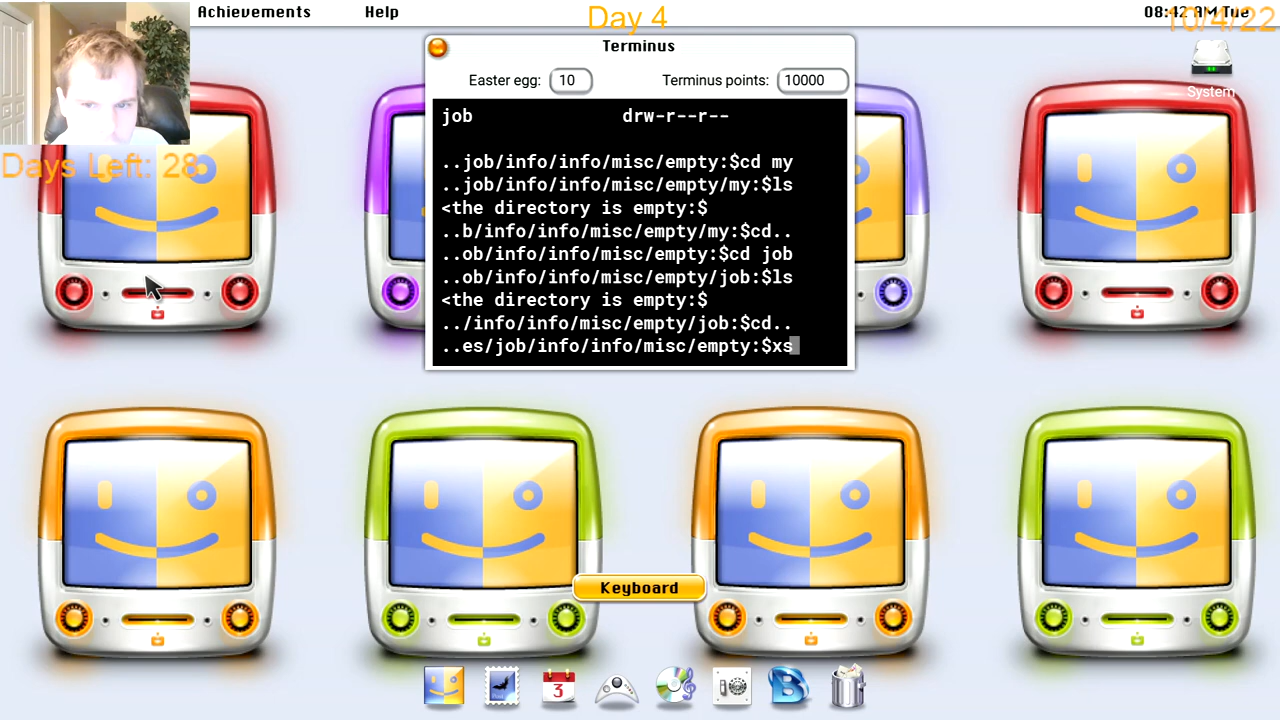 Achievements
Help
Day 4
08:42 AM Tue
10/4/22
Days Left: 28
System
Terminus
Easter egg: 10
Terminus points: 10000
job drw-r--r--
..job/info/info/misc/empty:$cd my
..job/info/info/misc/empty/my:$ls
<the directory is empty:$
..b/info/info/misc/empty/my:$cd..
..ob/info/info/misc/empty:$cd job
..ob/info/info/misc/empty/job:$ls
<the directory is empty:$
../info/info/misc/empty/job:$cd..
..es/job/info/info/misc/empty:$xs
Keyboard
3
B